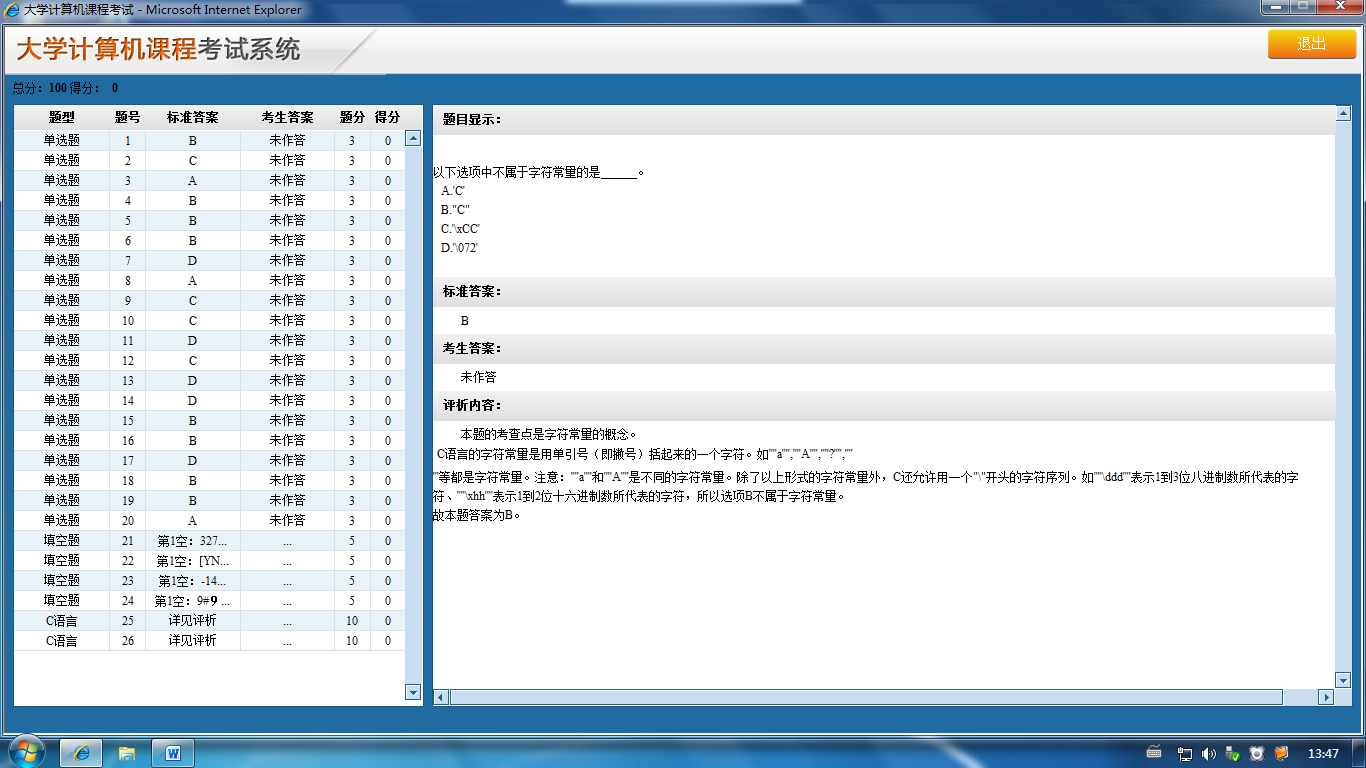 大学计算机课程考试 - Microsoft Internet Explorer
大学计算机课程考试系统
退出
总分：100 得分： 0
题型 题号 标准答案 考生答案 题分 得分
单选题 1 B 未作答 3 0
单选题 2 C 未作答 3 0
单选题 3 A 未作答 3 0
单选题 4 B 未作答 3 0
单选题 5 B 未作答 3 0
单选题 6 B 未作答 3 0
单选题 7 D 未作答 3 0
单选题 8 A 未作答 3 0
单选题 9 C 未作答 3 0
单选题 10 C 未作答 3 0
单选题 11 D 未作答 3 0
单选题 12 C 未作答 3 0
单选题 13 D 未作答 3 0
单选题 14 D 未作答 3 0
单选题 15 B 未作答 3 0
单选题 16 B 未作答 3 0
单选题 17 D 未作答 3 0
单选题 18 B 未作答 3 0
单选题 19 B 未作答 3 0
单选题 20 A 未作答 3 0
填空题 21 第1空：327... ... 5 0
填空题 22 第1空：[YN... ... 5 0
填空题 23 第1空：-14... ... 5 0
填空题 24 第1空：9#9 ... ... 5 0
C语言 25 详见评析 ... 10 0
C语言 26 详见评析 ... 10 0
题目显示：
以下选项中不属于字符常量的是______。
A.'C'
B."C"
C.'\xCC'
D.'\072'
标准答案：
B
考生答案：
未作答
评析内容：
本题的考查点是字符常量的概念。
C语言的字符常量是用单引号（即撇号）括起来的一个字符。如""a"",""A"",""?"",""
""等都是字符常量。注意：""a""和""A""是不同的字符常量。除了以上形式的字符常量外，C还允许用一个"\"开头的字符序列。如""\ddd""表示1到3位八进制数所代表的字
符、""\xhh""表示1到2位十六进制数所代表的字符，所以选项B不属于字符常量。
故本题答案为B。
13:47